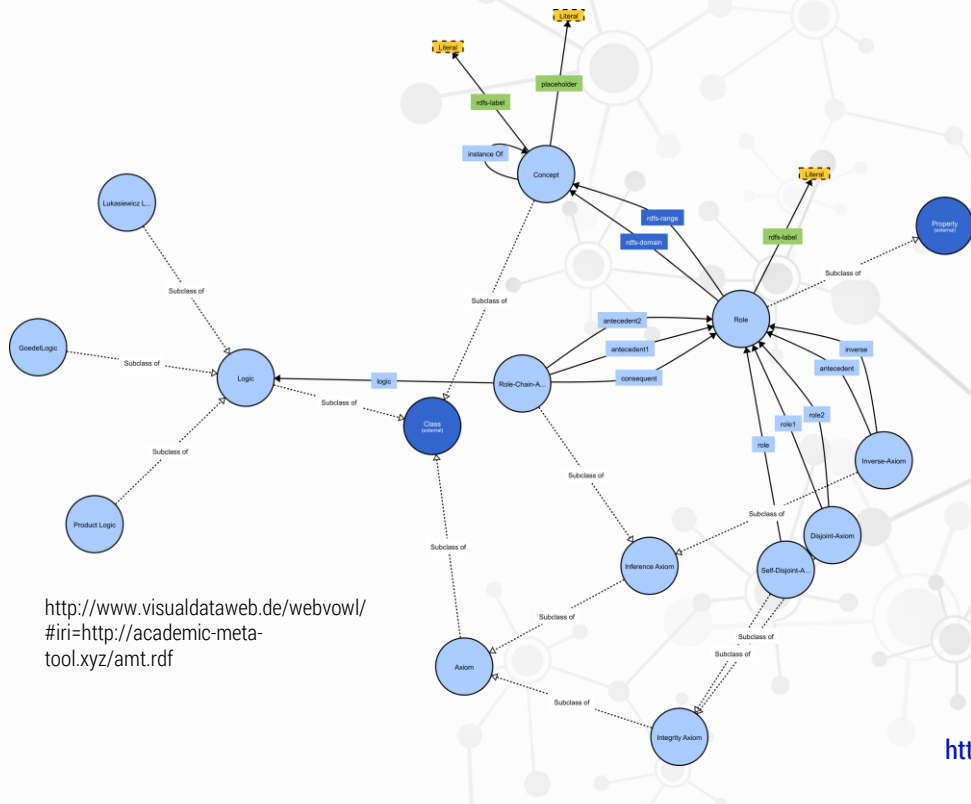 Literal
Literal
placeholder
rdfs-label
instance Of
Concept
Literal
Lukasiewicz L...
rdfs-range
Property
(external)
rdfs-label
rdfs-domain
Subclass of
Subclass of
Subclass of
antecedent2
Role
GoedelLogic
antecedent1
inverse
Subclass of
antecedent
Logic
logic
Role-Chain-A...
consequent
Subclass of
Class
(external)
role2
role1
role
Subclass of
Inverse-Axiom
Product Logic
Subclass of
Subclass of
Disjoint-Axiom
Subclass of
Inference Axiom
Self-Disjoint-A...
http://www.visualdataweb.de/webvowl/
#iri=http://academic-meta-
tool.xyz/amt.rdf
Subclass of
Subclass of
Subclass of
Axiom
Subclass of
Integrity Axiom
htt